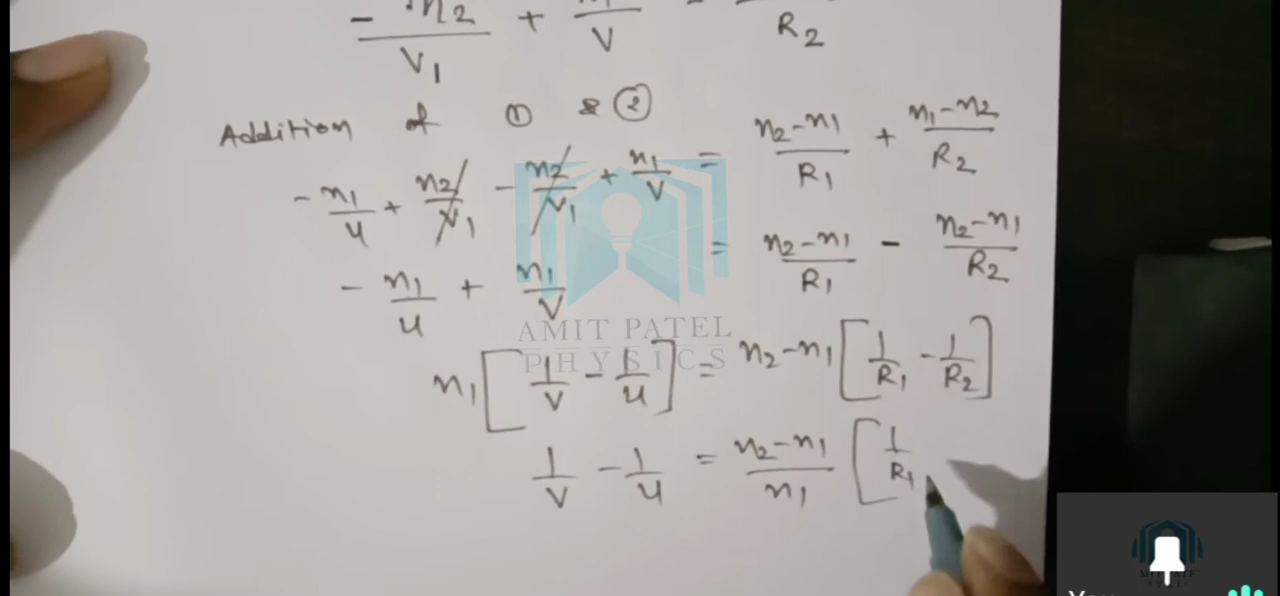 - n2/V1 + n1/V = /R2
Addition of ① & ②
- n1/u + n2/V1 - n2/V1 + n1/V = n2-n1/R1 + n1-n2/R2
- n1/u + n1/V = n2-n1/R1 - n2-n1/R2
AMIT PATEL
PHYSICS
n1 [ 1/V - 1/u ] = n2-n1 [ 1/R1 - 1/R2 ]
1/V - 1/u = n2-n1/n1 [ 1/R1
You